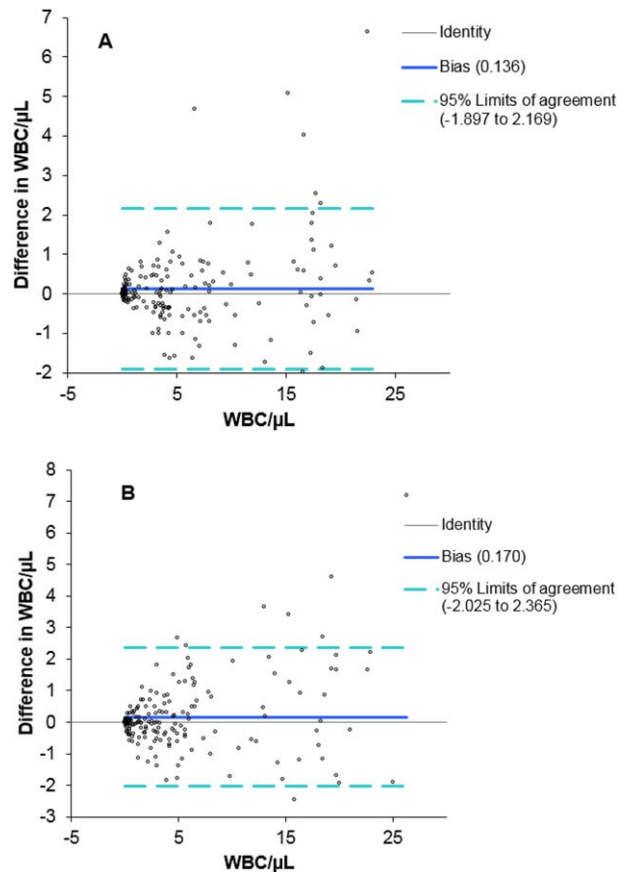 7
6
5
4
3
2
1
0
-1
-2
-5
5
15
25
A
Difference in WBC/µL
WBC/µL
Identity
Bias (0.136)
95% Limits of agreement
(-1.897 to 2.169)
8
7
6
5
4
3
2
1
0
-1
-2
-3
-5
5
15
25
B
Difference in WBC/µL
WBC/µL
Identity
Bias (0.170)
95% Limits of agreement
(-2.025 to 2.365)